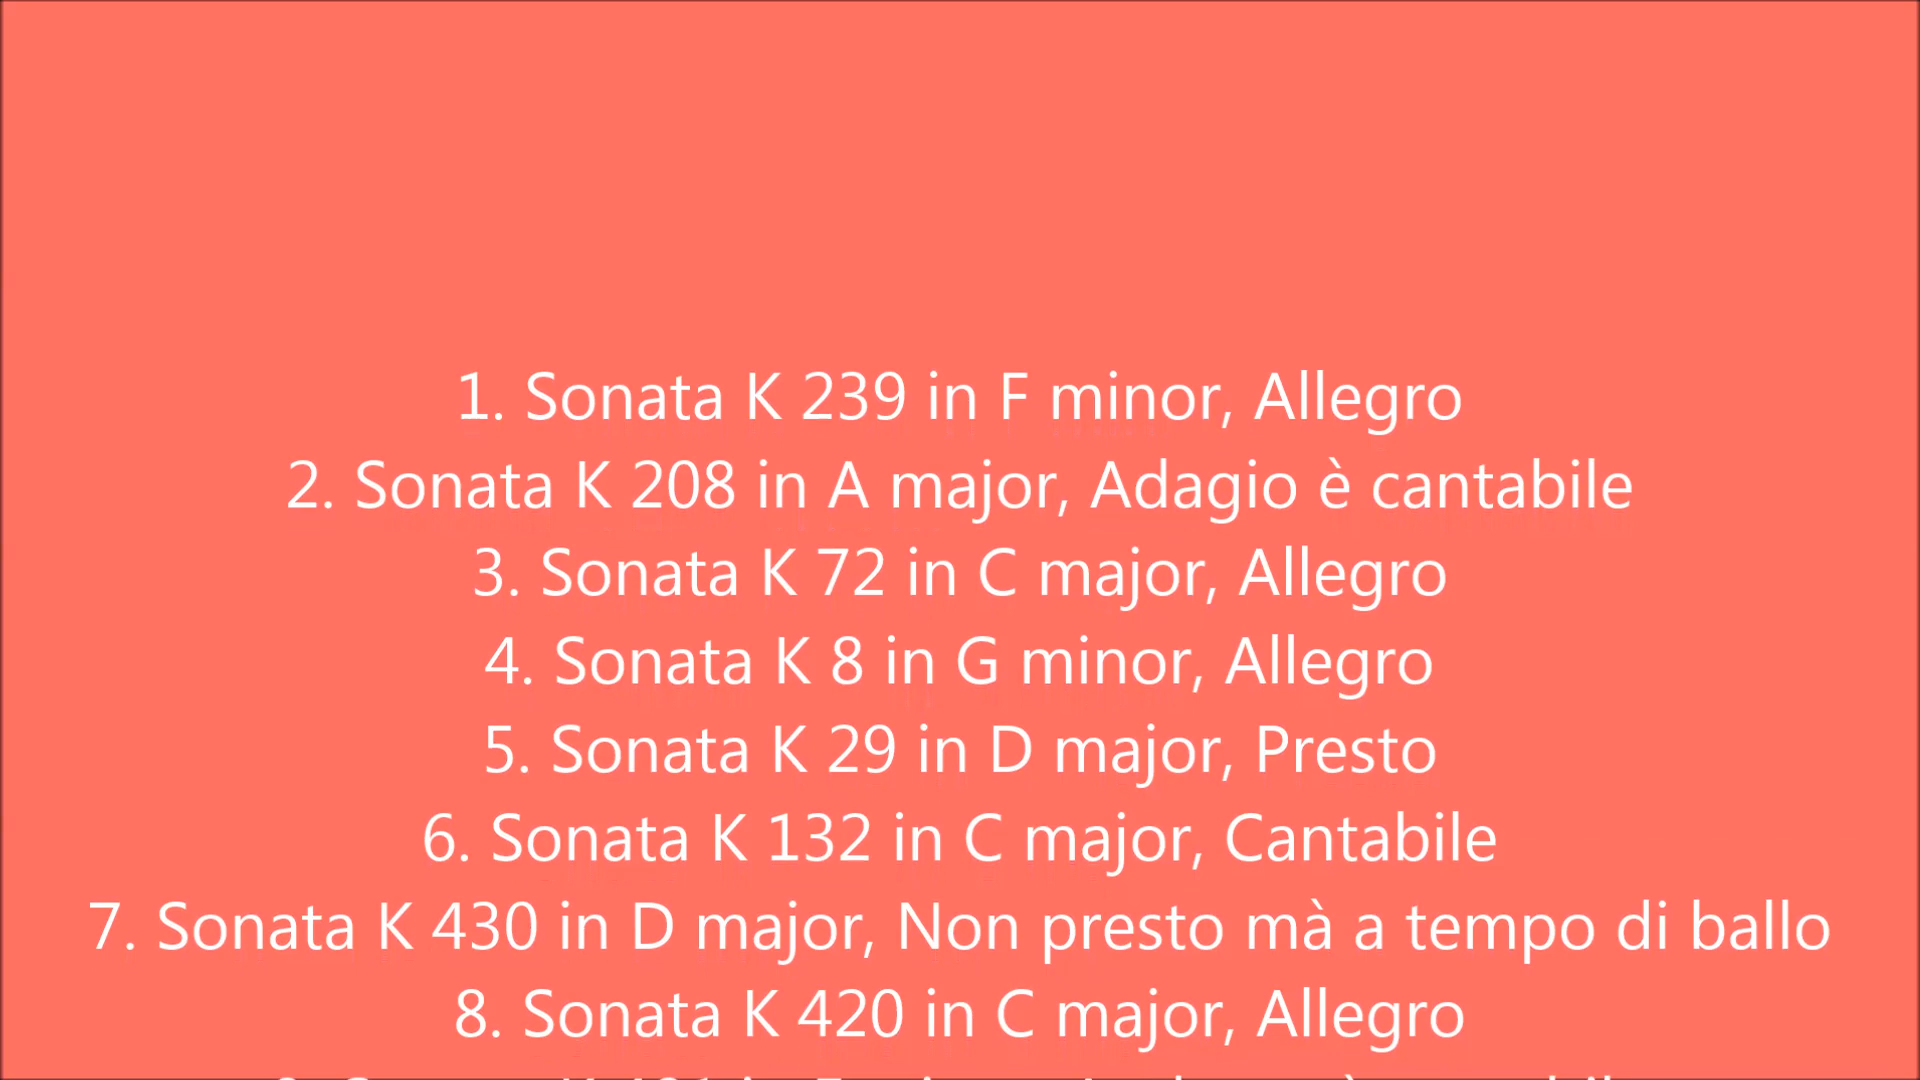 1. Sonata K 239 in F minor, Allegro
2. Sonata K 208 in A major, Adagio è cantabile
3. Sonata K 72 in C major, Allegro
4. Sonata K 8 in G minor, Allegro
5. Sonata K 29 in D major, Presto
6. Sonata K 132 in C major, Cantabile
7. Sonata K 430 in D major, Non presto mà a tempo di ballo
8. Sonata K 420 in C major, Allegro